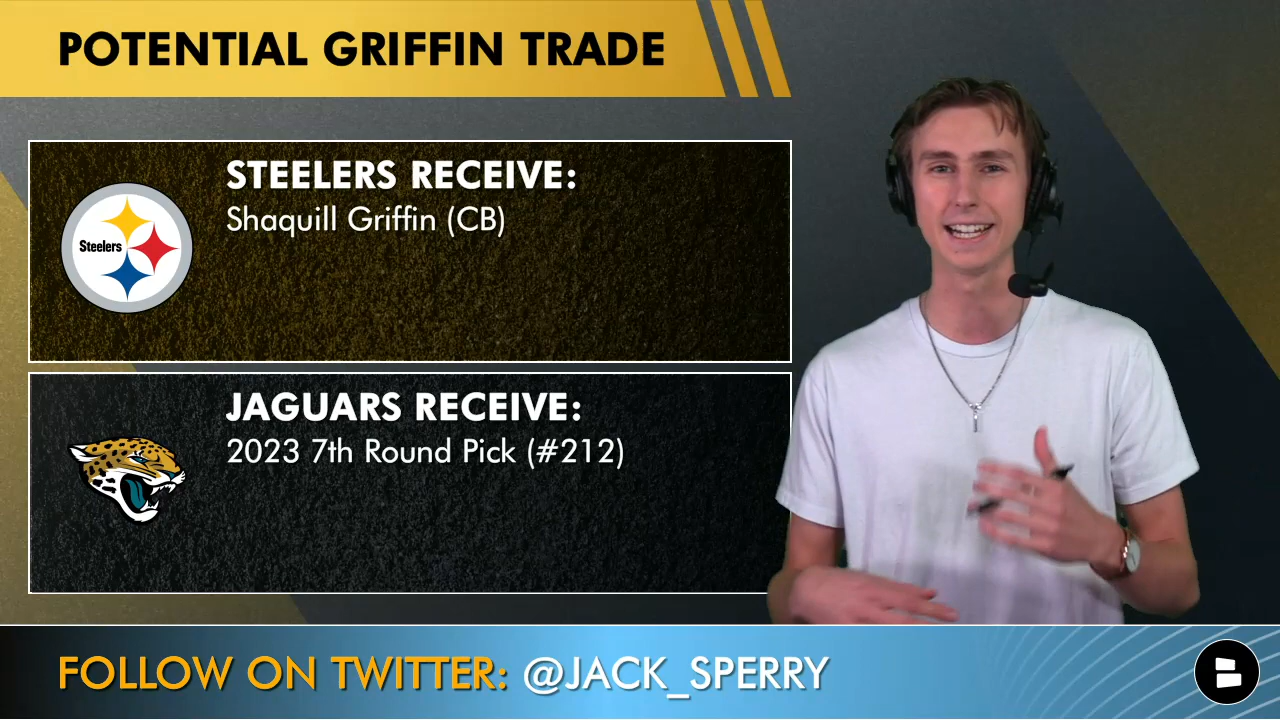 POTENTIAL GRIFFIN TRADE
STEELERS RECEIVE:
Shaquill Griffin (CB)
Steelers
JAGUARS RECEIVE:
2023 7th Round Pick (#212)
FOLLOW ON TWITTER: @JACK_SPERRY